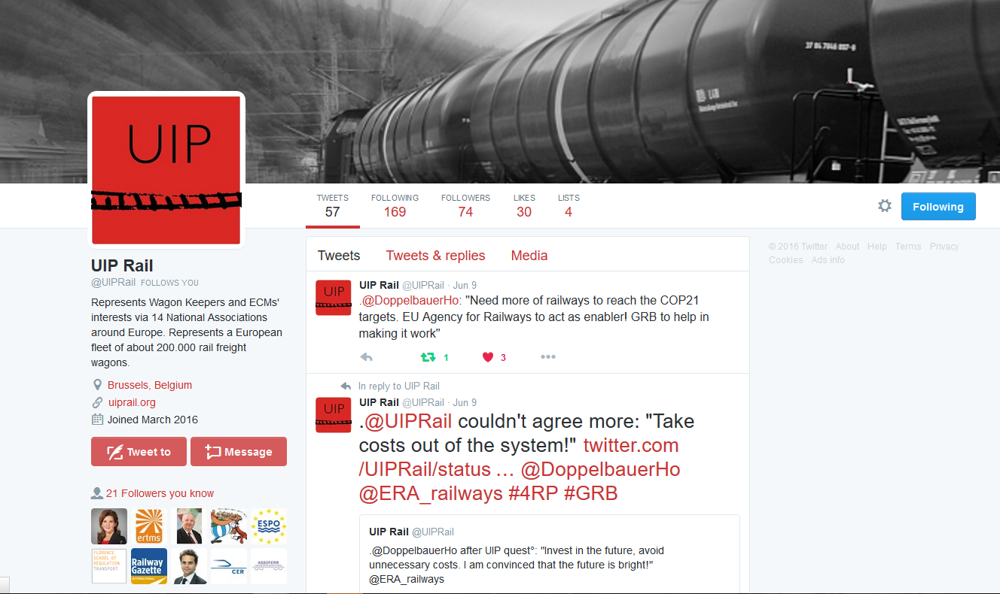 37 84 7846 097-9
UIP
TWEETS
57
FOLLOWING
169
FOLLOWERS
74
LIKES
30
LISTS
4
Following
UIP Rail
@UIPRail FOLLOWS YOU
Represents Wagon Keepers and ECMs'
interests via 14 National Associations
around Europe. Represents a European
fleet of about 200.000 rail freight
wagons.
Brussels, Belgium
uiprail.org
Joined March 2016
Tweet to
Message
21 Followers you know
ertms
ESPO
FLORENCE
SCHOOL OF
REGULATION
TRANSPORT
Railway
Gazette
INTERNATIONAL
CER
ASSOFERR
Tweets
Tweets & replies
Media
UIP
UIP Rail @UIPRail · Jun 9
.@DoppelbauerHo: "Need more of railways to reach the COP21
targets. EU Agency for Railways to act as enabler! GRB to help in
making it work"
1
3
In reply to UIP Rail
UIP
UIP Rail @UIPRail · Jun 9
.@UIPRail couldn't agree more: "Take
costs out of the system!" twitter.com
/UIPRail/status … @DoppelbauerHo
@ERA_railways #4RP #GRB
UIP Rail @UIPRail
.@DoppelbauerHo after UIP quest°: "Invest in the future, avoid
unnecessary costs. I am convinced that the future is bright!"
@ERA_railways
© 2016 Twitter About Help Terms Privacy
Cookies Ads info